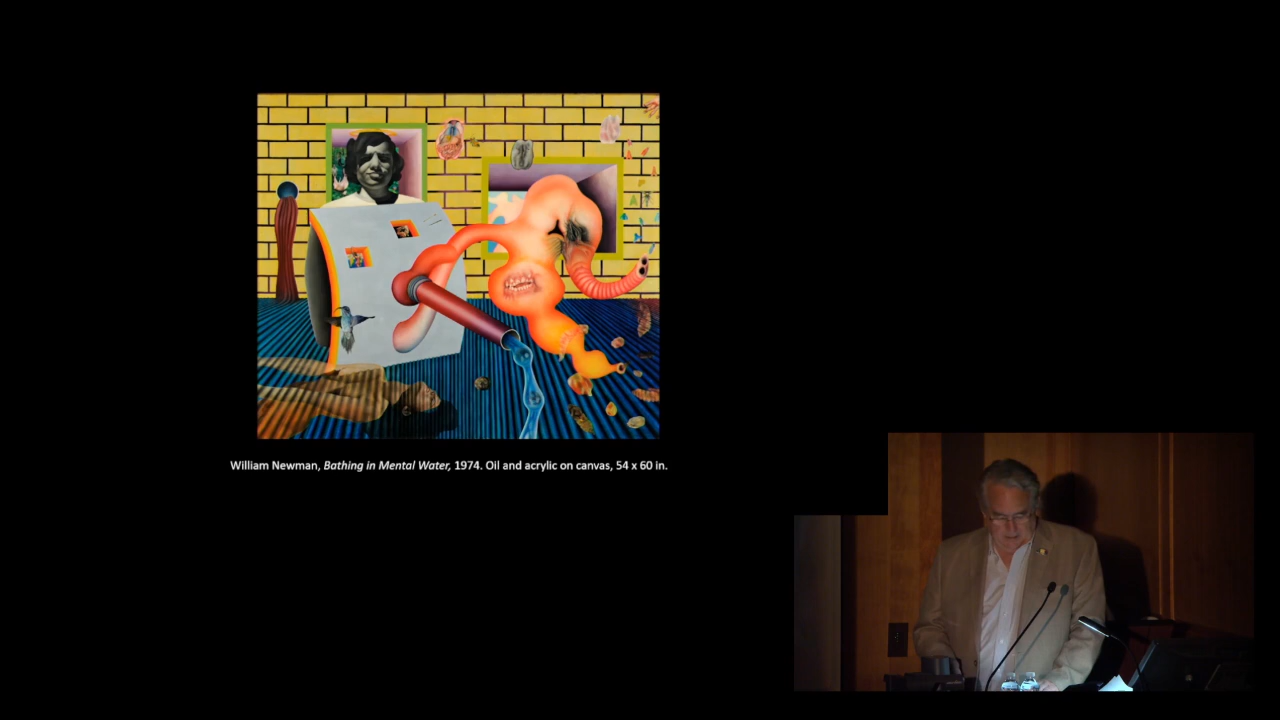 William Newman, Bathing in Mental Water, 1974. Oil and acrylic on canvas, 54 x 60 in.